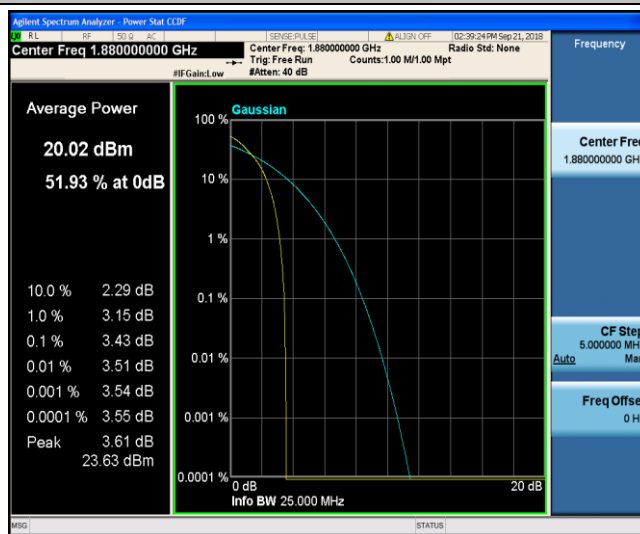 Agilent Spectrum Analyzer - Power Stat CCDF
RL RF 50 Ω AC SENSE:PULSE ALIGN OFF 02:39:24 PM Sep 21, 2018
Center Freq 1.880000000 GHz
Center Freq: 1.880000000 GHz Radio Std: None
Trig: Free Run Counts:1.00 M/1.00 Mpt
#IFGain:Low #Atten: 40 dB
Frequency
Average Power
20.02 dBm
51.93 % at 0dB
10.0 % 2.29 dB
1.0 % 3.15 dB
0.1 % 3.43 dB
0.01 % 3.51 dB
0.001 % 3.54 dB
0.0001 % 3.55 dB
Peak 3.61 dB
23.63 dBm
Gaussian
100 %
10 %
1 %
0.1 %
0.01 %
0.001 %
0.0001 %
0 dB 20 dB
Info BW 25.000 MHz
Center Fre
1.880000000 GH
CF Ste
5.000000 MH
Auto Ma
Freq Offse
0 H
MSG STATUS